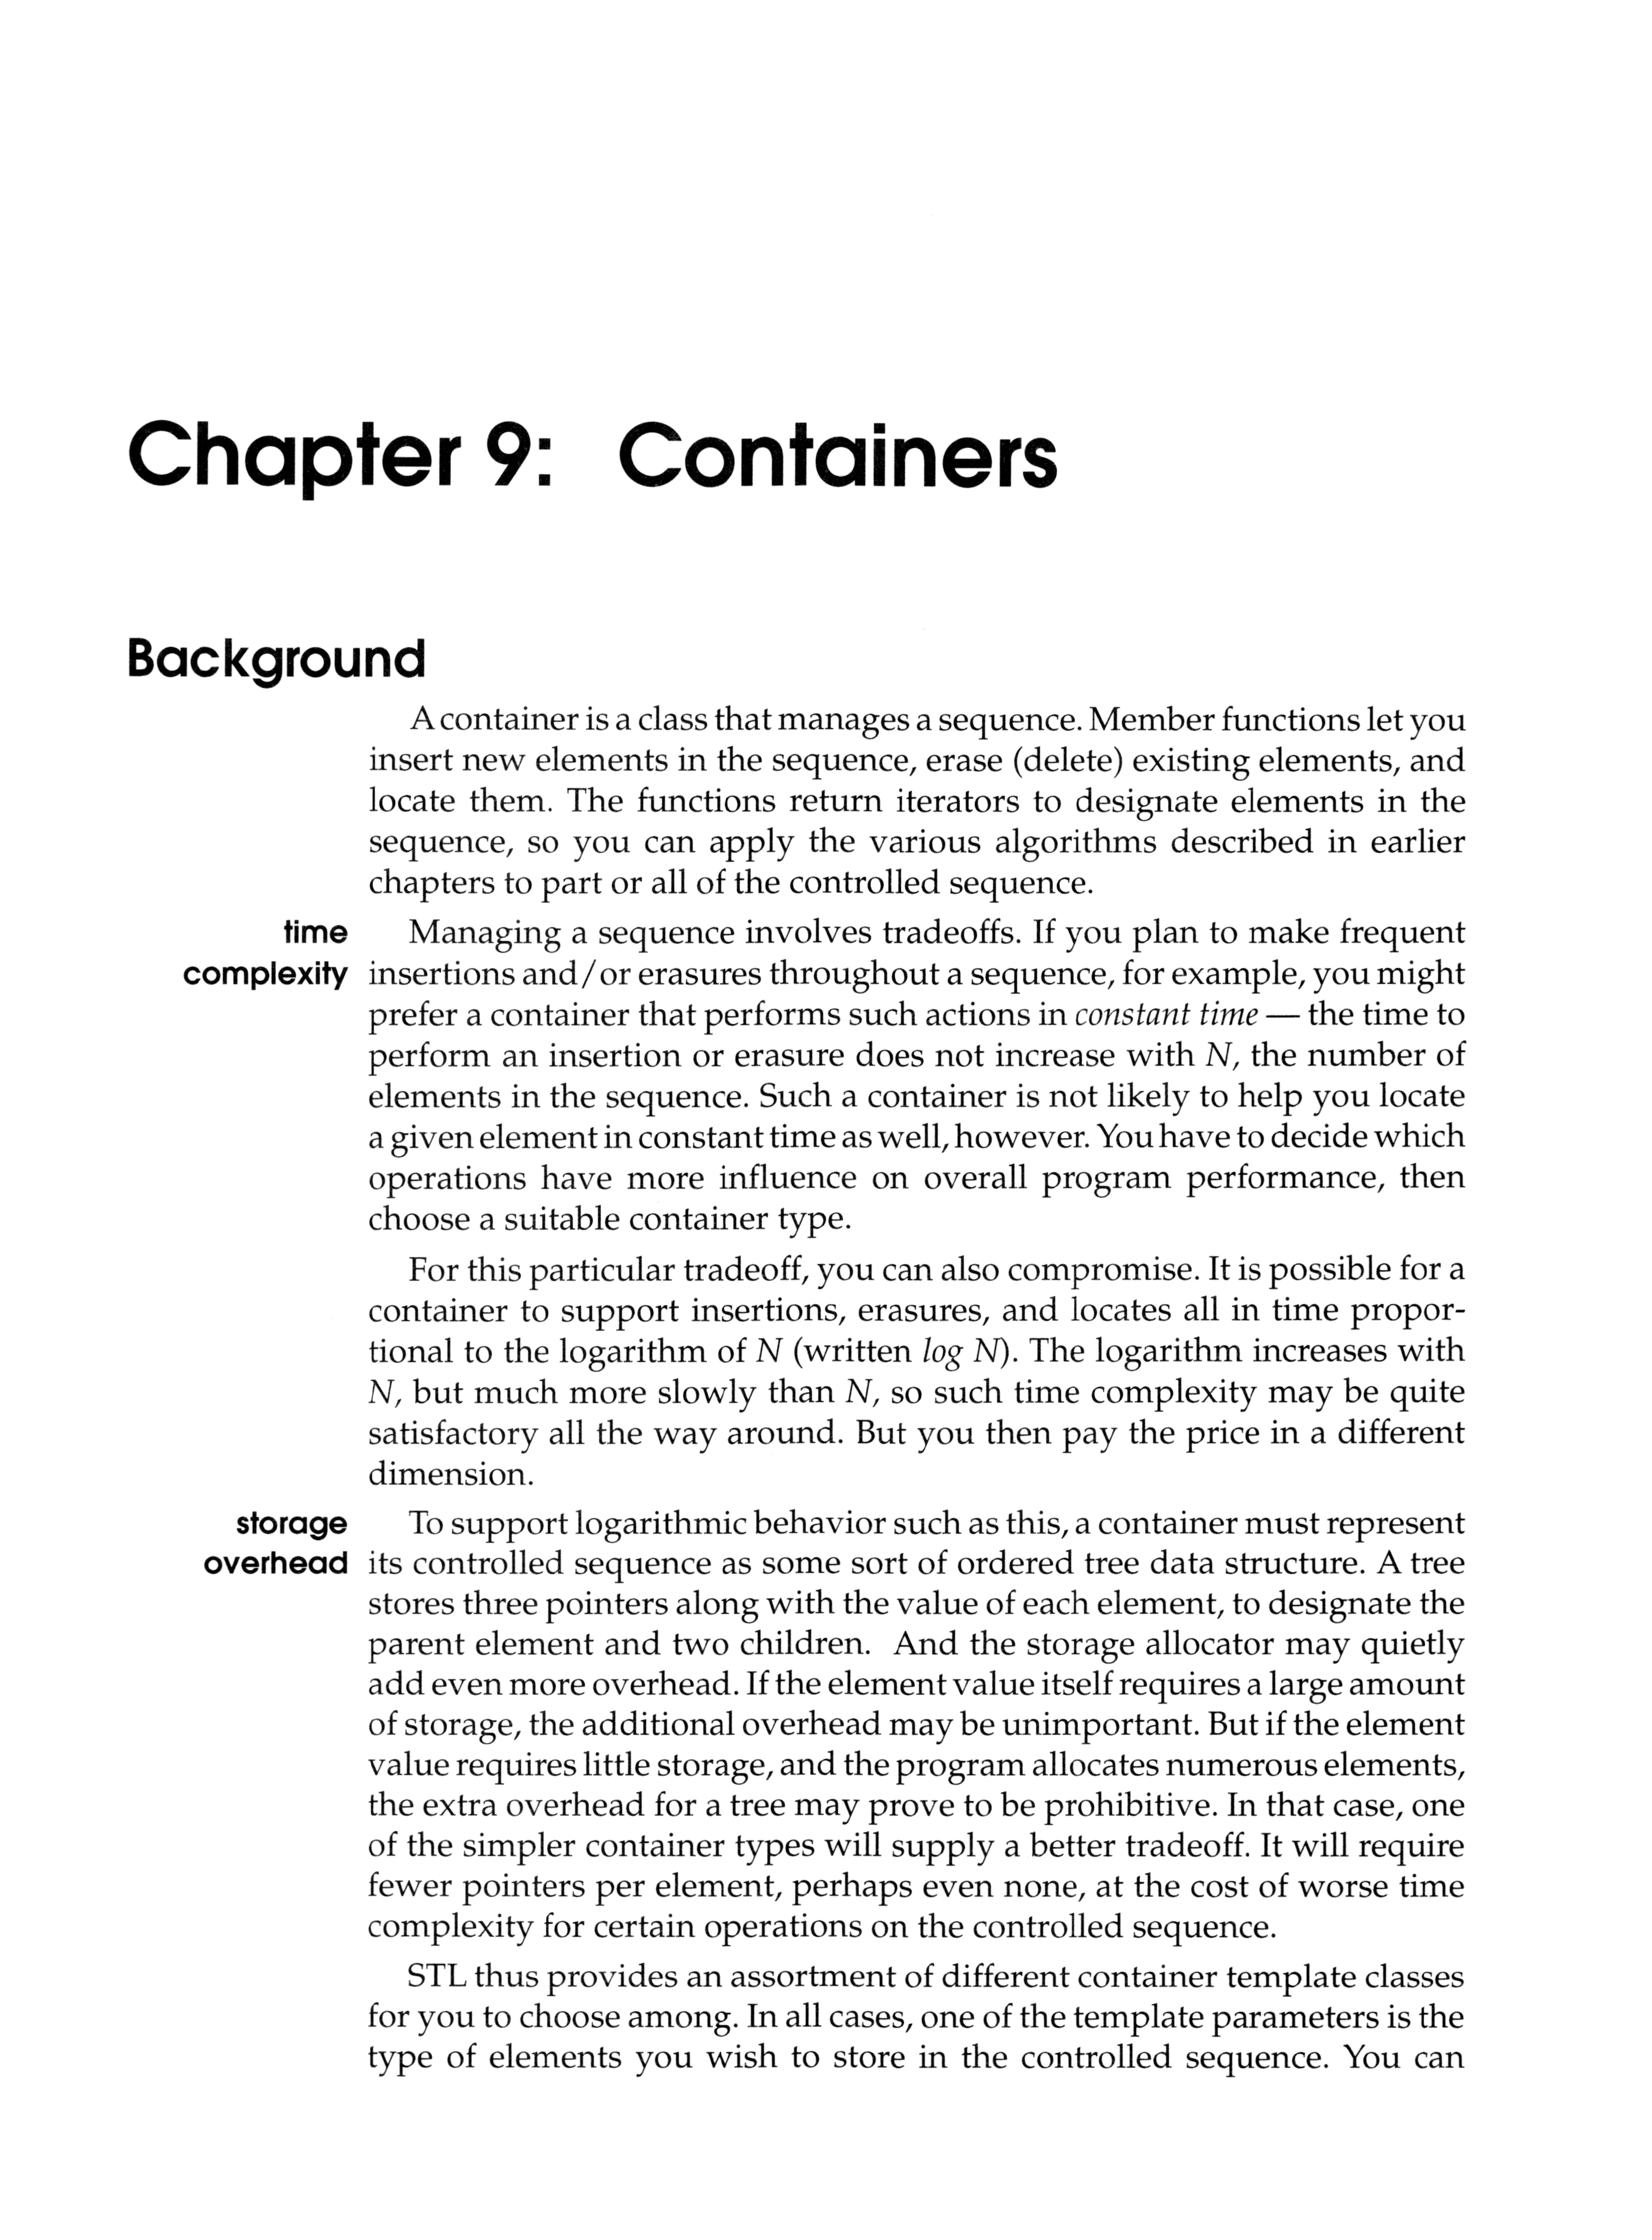 Chapter 9: Containers
Background
A container is a class that manages a sequence. Member functions let you
insert new elements in the sequence, erase (delete) existing elements, and
locate them. The functions return iterators to designate elements in the
sequence, so you can apply the various algorithms described in earlier
chapters to part or all of the controlled sequence.
time
complexity
Managing a sequence involves tradeoffs. If you plan to make frequent
insertions and/or erasures throughout a sequence, for example, you might
prefer a container that performs such actions in constant time — the time to
perform an insertion or erasure does not increase with N, the number of
elements in the sequence. Such a container is not likely to help you locate
a given element in constant time as well, however. You have to decide which
operations have more influence on overall program performance, then
choose a suitable container type.
For this particular tradeoff, you can also compromise. It is possible for a
container to support insertions, erasures, and locates all in time propor-
tional to the logarithm of N (written log N). The logarithm increases with
N, but much more slowly than N, so such time complexity may be quite
satisfactory all the way around. But you then pay the price in a different
dimension.
storage
overhead
To support logarithmic behavior such as this, a container must represent
its controlled sequence as some sort of ordered tree data structure. A tree
stores three pointers along with the value of each element, to designate the
parent element and two children. And the storage allocator may quietly
add even more overhead. If the element value itself requires a large amount
of storage, the additional overhead may be unimportant. But if the element
value requires little storage, and the program allocates numerous elements,
the extra overhead for a tree may prove to be prohibitive. In that case, one
of the simpler container types will supply a better tradeoff. It will require
fewer pointers per element, perhaps even none, at the cost of worse time
complexity for certain operations on the controlled sequence.
STL thus provides an assortment of different container template classes
for you to choose among. In all cases, one of the template parameters is the
type of elements you wish to store in the controlled sequence. You can